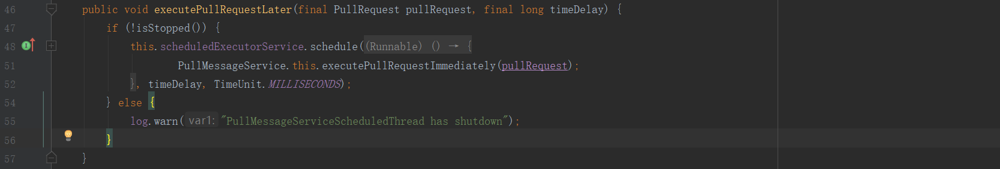 46 public void executePullRequestLater(final PullRequest pullRequest, final long timeDelay) {
47 if (!isStopped()) {
48 this.scheduledExecutorService.schedule((Runnable) () → {
51 PullMessageService.this.executePullRequestImmediately(pullRequest);
52 }, timeDelay, TimeUnit.MILLISECONDS);
54 } else {
55 log.warn( var1: "PullMessageServiceScheduledThread has shutdown");
56 }
57 }